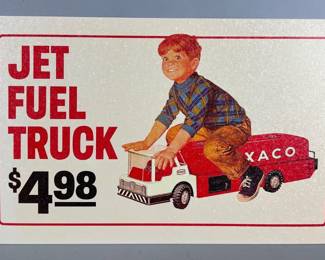 JET
FUEL
TRUCK
$4.98
XACO